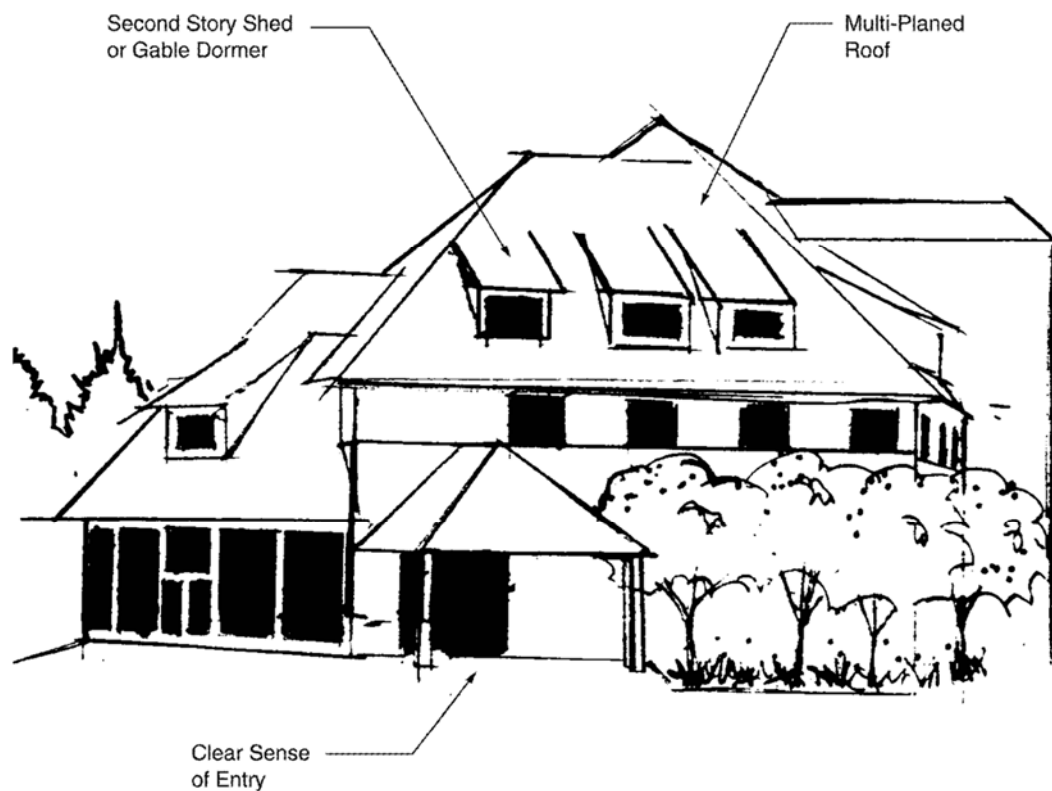 Second Story Shed
or Gable Dormer
Multi-Planed
Roof
Clear Sense
of Entry